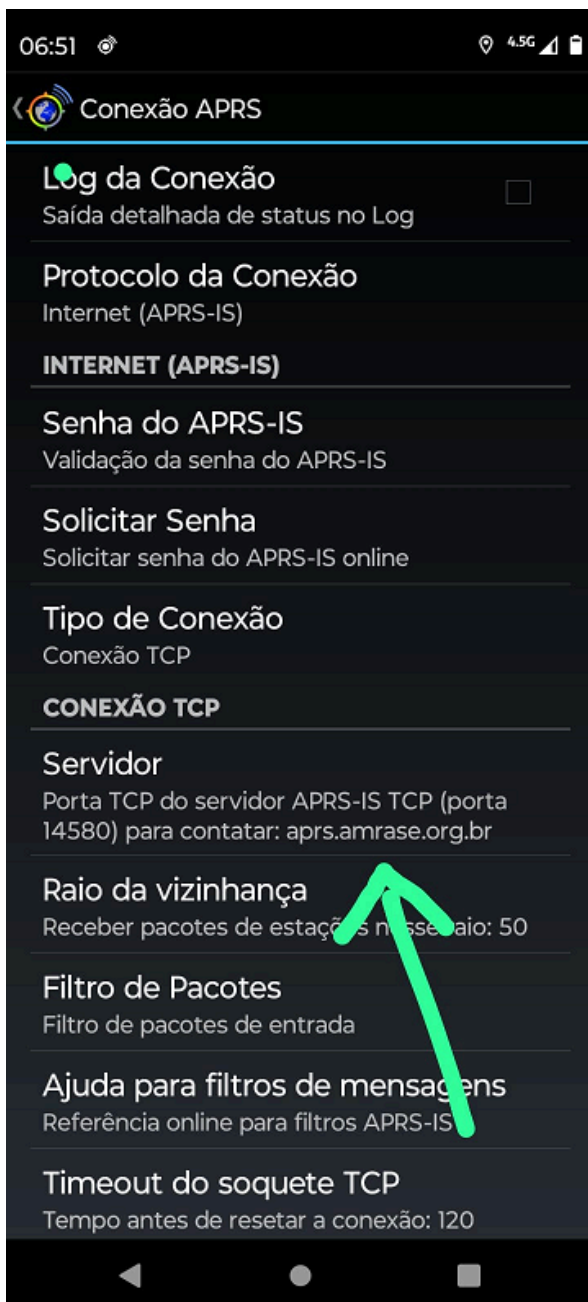 06:51
4.5G
Conexão APRS
Log da Conexão
Saída detalhada de status no Log
Protocolo da Conexão
Internet (APRS-IS)
INTERNET (APRS-IS)
Senha do APRS-IS
Validação da senha do APRS-IS
Solicitar Senha
Solicitar senha do APRS-IS online
Tipo de Conexão
Conexão TCP
CONEXÃO TCP
Servidor
Porta TCP do servidor APRS-IS TCP (porta
14580) para contatar: aprs.amrase.org.br
Raio da vizinhança
Receber pacotes de estações nesse raio: 50
Filtro de Pacotes
Filtro de pacotes de entrada
Ajuda para filtros de mensagens
Referência online para filtros APRS-IS
Timeout do soquete TCP
Tempo antes de resetar a conexão: 120